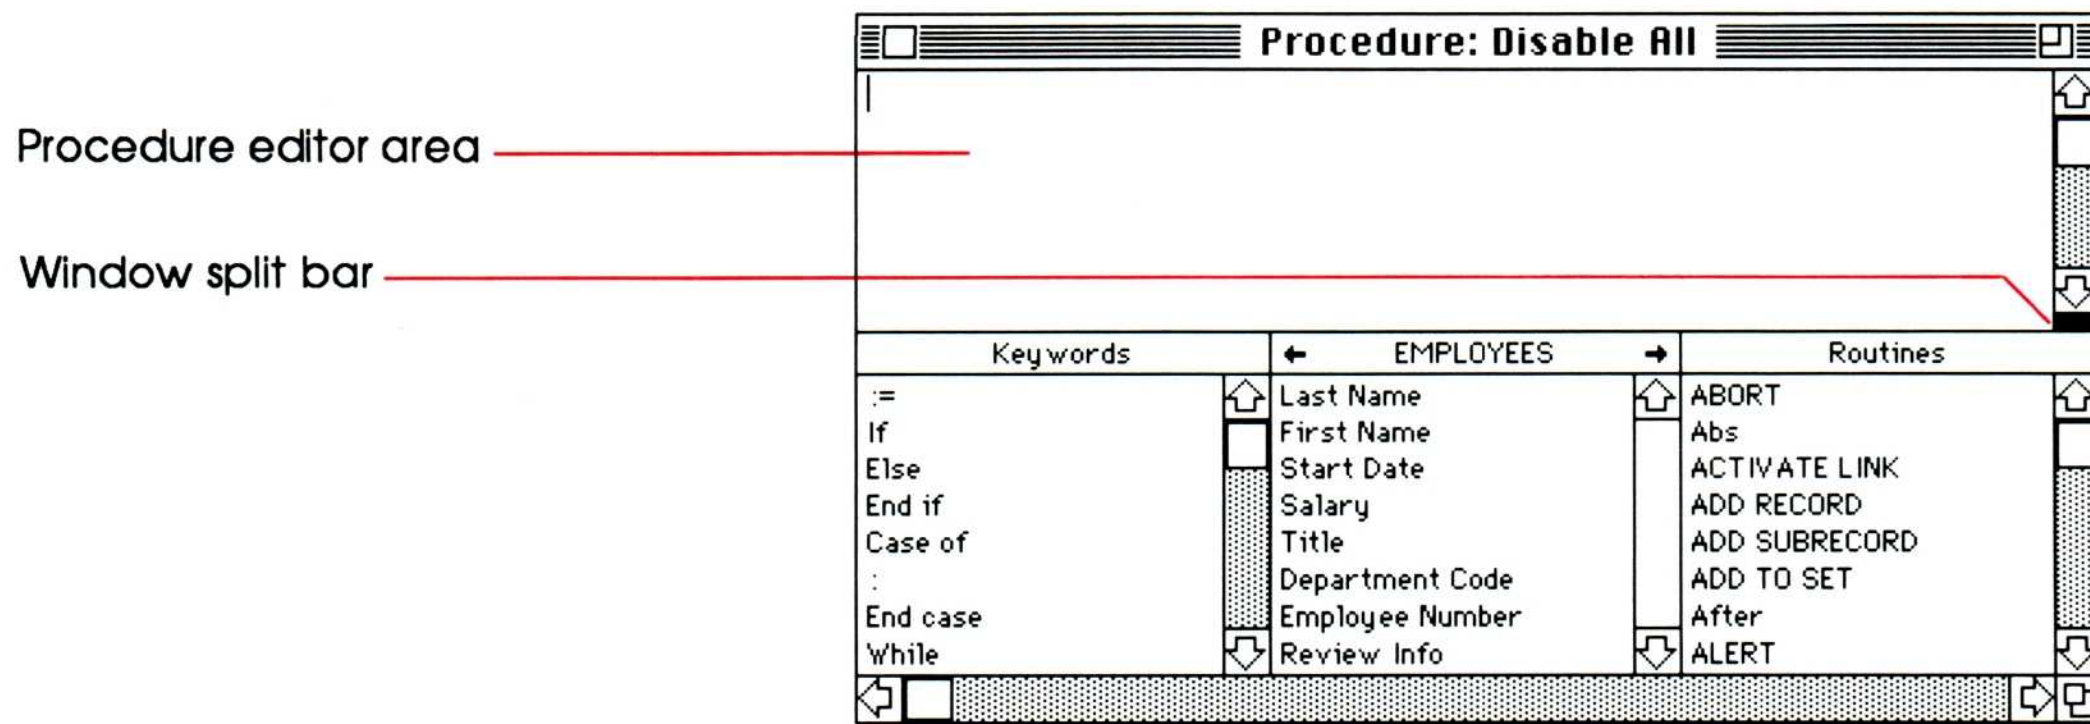 Procedure: Disable All
Procedure editor area
Window split bar
Keywords
:=
If
Else
End if
Case of
:
End case
While
← EMPLOYEES →
Last Name
First Name
Start Date
Salary
Title
Department Code
Employee Number
Review Info
Routines
ABORT
Abs
ACTIVATE LINK
ADD RECORD
ADD SUBRECORD
ADD TO SET
After
ALERT